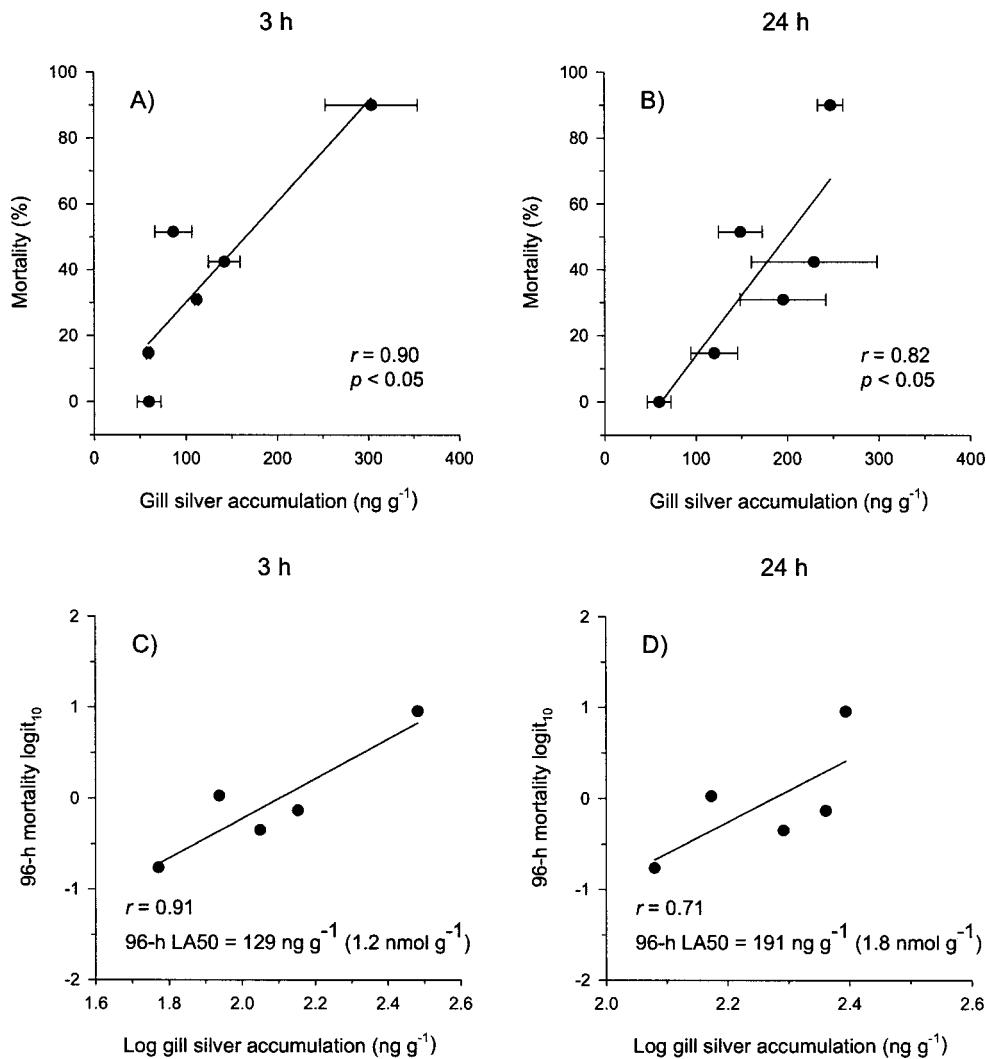 3 h
24 h
A)
B)
100
80
60
40
20
0
Mortality (%)
r = 0.90
p < 0.05
0 100 200 300 400
Gill silver accumulation (ng g⁻¹)
100
80
60
40
20
0
Mortality (%)
r = 0.82
p < 0.05
0 100 200 300 400
Gill silver accumulation (ng g⁻¹)
3 h
24 h
C)
D)
2
1
0
-1
-2
96-h mortality logit₁₀
r = 0.91
96-h LA50 = 129 ng g⁻¹ (1.2 nmol g⁻¹)
1.6 1.8 2.0 2.2 2.4 2.6
Log gill silver accumulation (ng g⁻¹)
2
1
0
-1
-2
96-h mortality logit₁₀
r = 0.71
96-h LA50 = 191 ng g⁻¹ (1.8 nmol g⁻¹)
2.0 2.2 2.4 2.6
Log gill silver accumulation (ng g⁻¹)